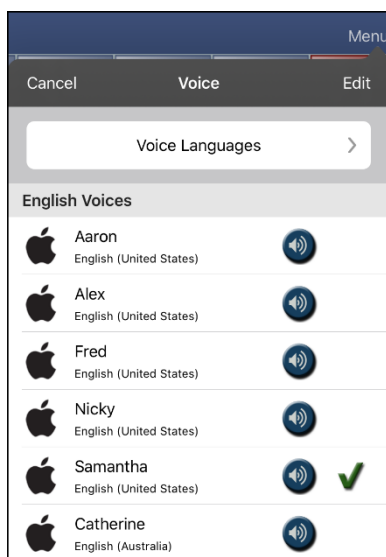 Menu
Cancel
Voice
Edit
Voice Languages
English Voices
Aaron
English (United States)
Alex
English (United States)
Fred
English (United States)
Nicky
English (United States)
Samantha
English (United States)
Catherine
English (Australia)